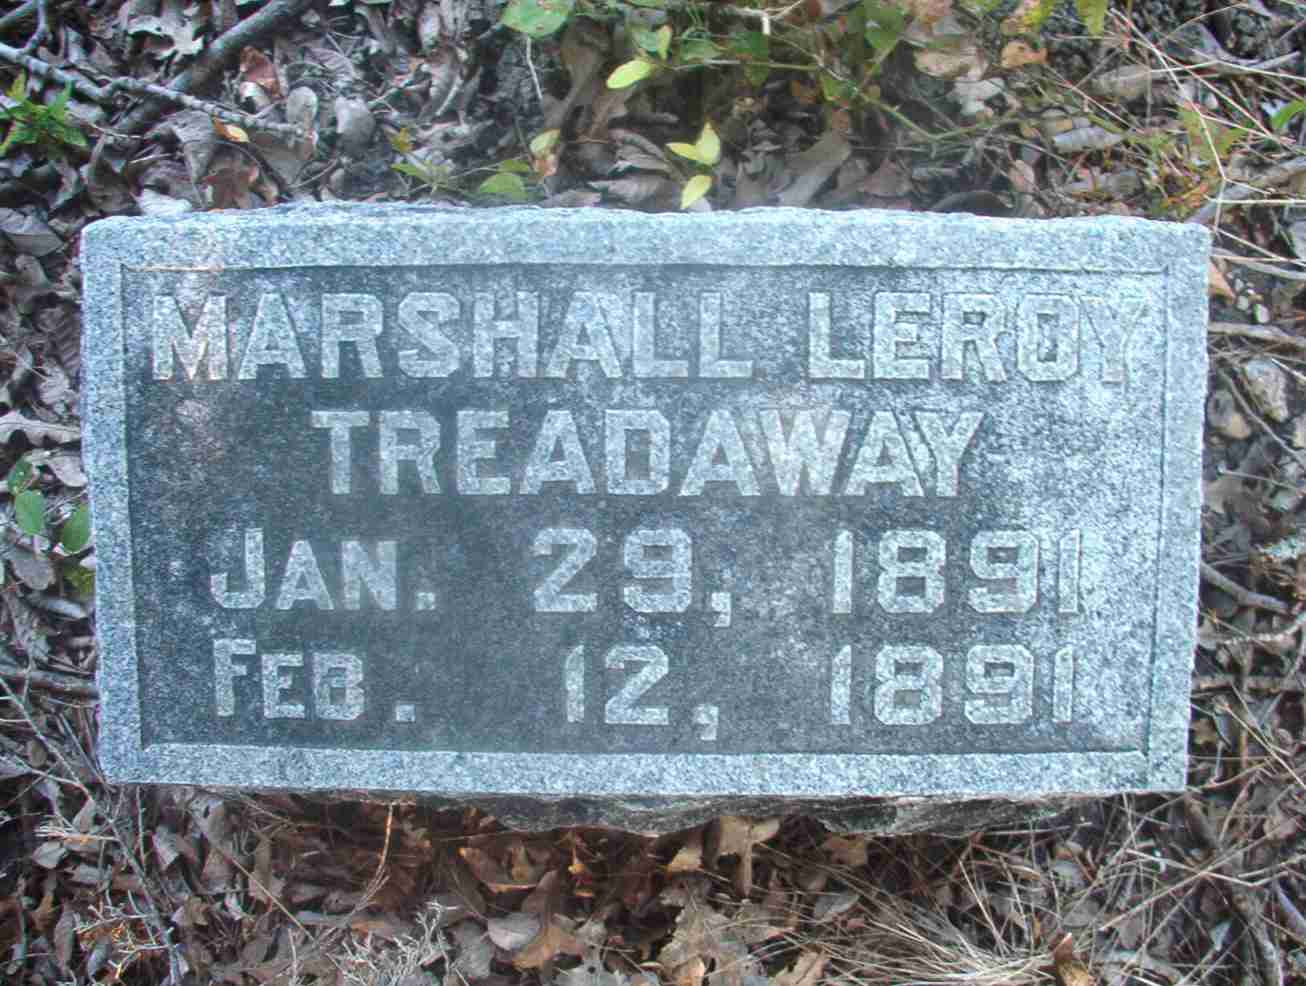 MARSHALL LEROY
TREADAWAY
JAN. 29, 1891
FEB. 12, 1891